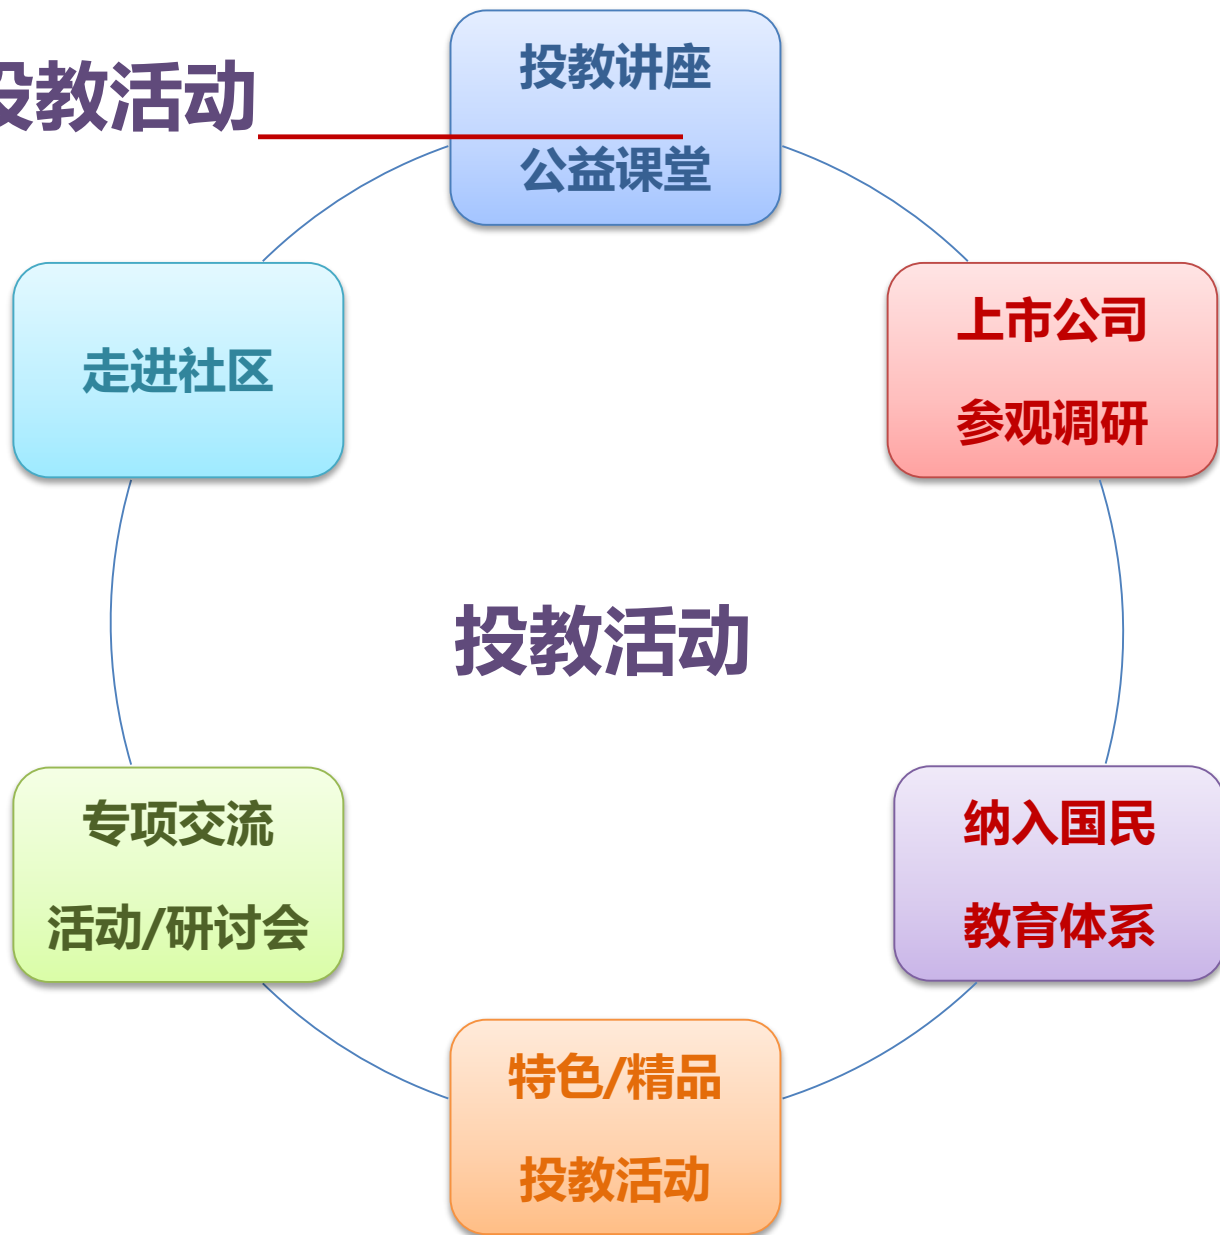 投教活动
投教讲座
公益课堂
走进社区
上市公司
参观调研
投教活动
专项交流
活动/研讨会
纳入国民
教育体系
特色/精品
投教活动